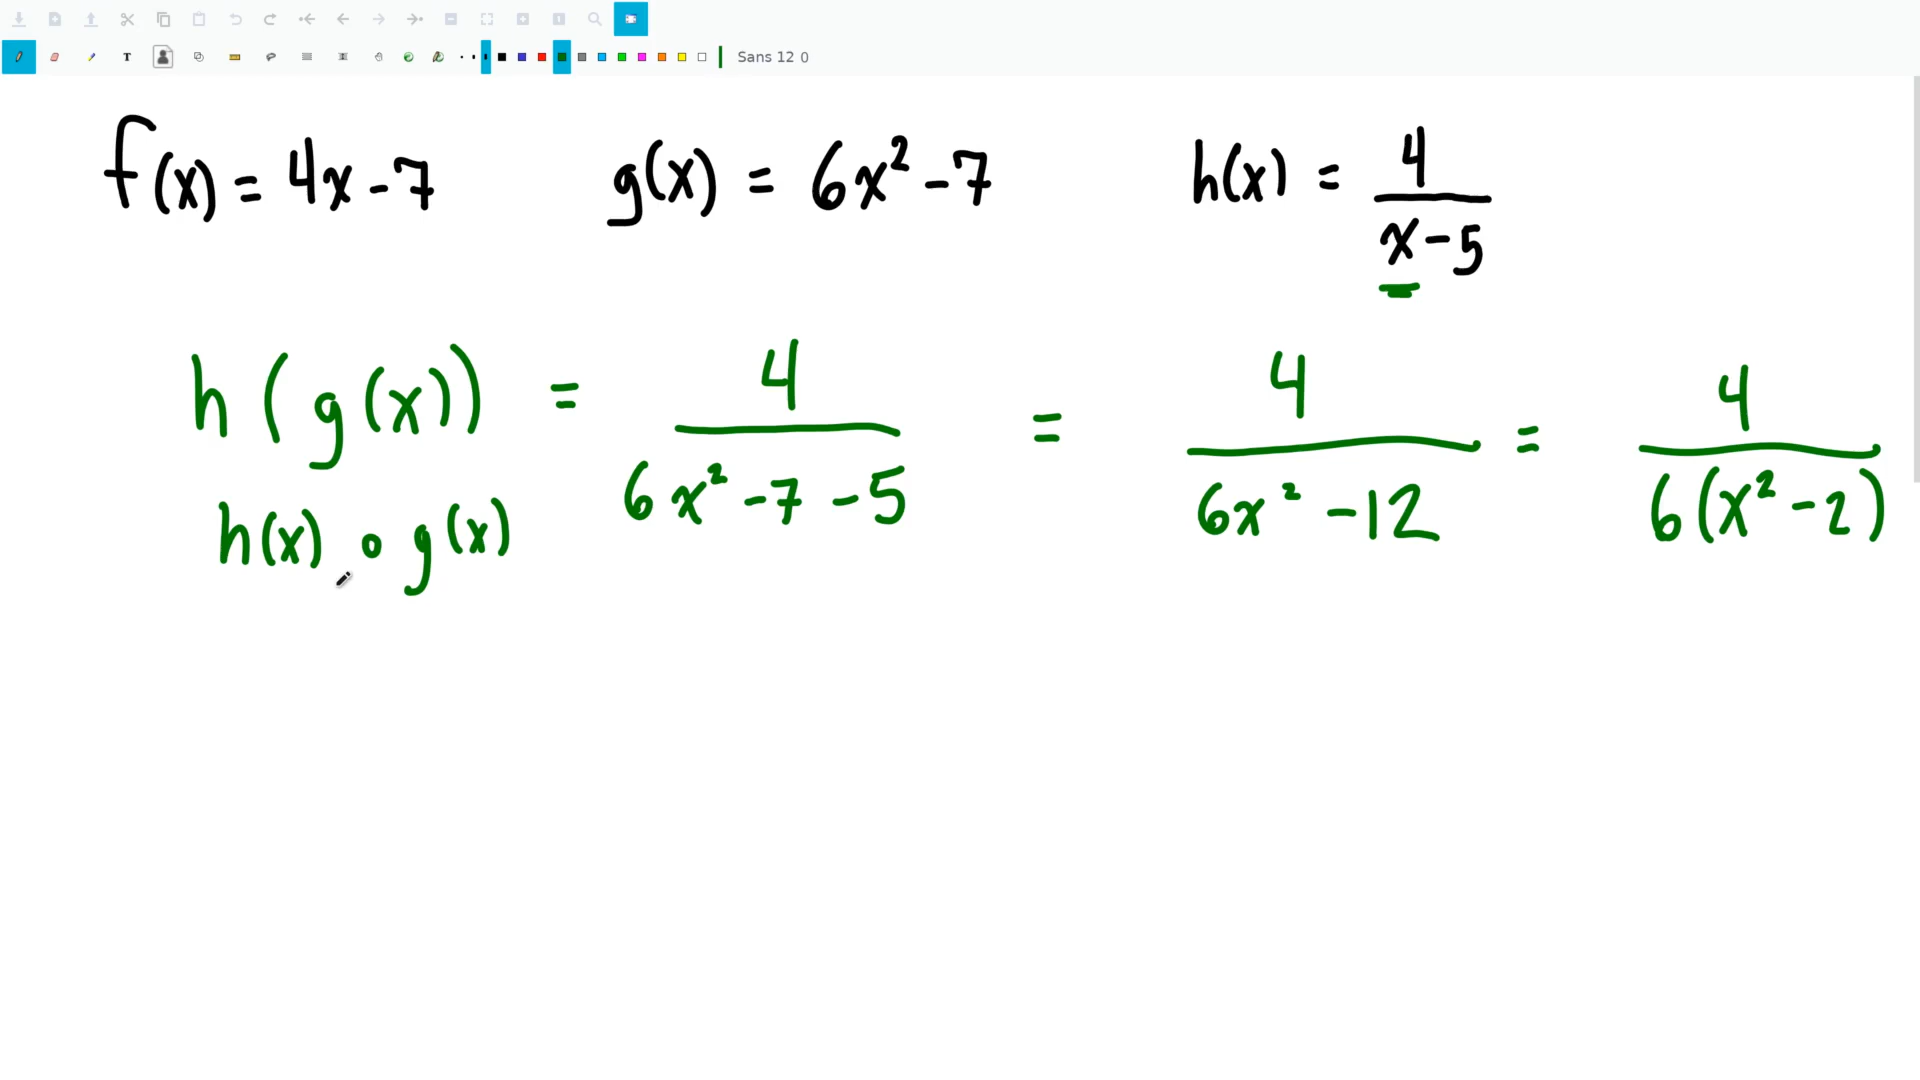 T
Sans 12 0
f(x) = 4x - 7 g(x) = 6x² - 7 h(x) = 4/(x - 5)
h(g(x)) = 4/(6x² - 7 - 5) = 4/(6x² - 12) = 4/(6(x² - 2))
h(x) ∘ g(x)